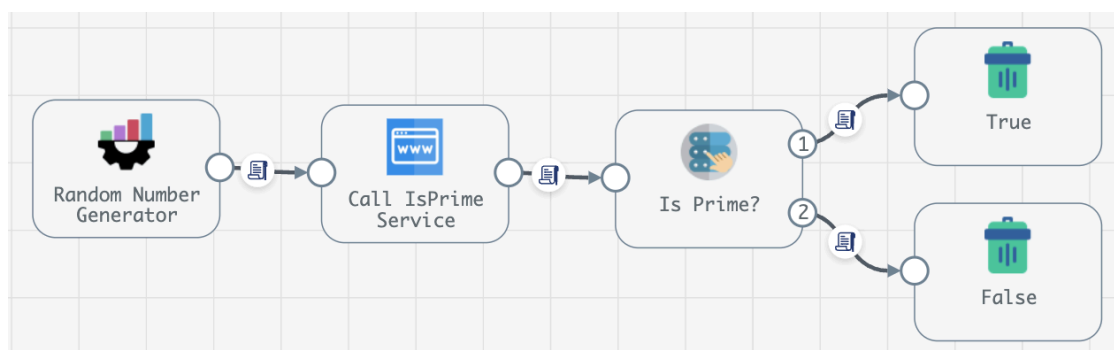 Random Number
Generator
www
Call IsPrime
Service
Is Prime?
1
2
True
False